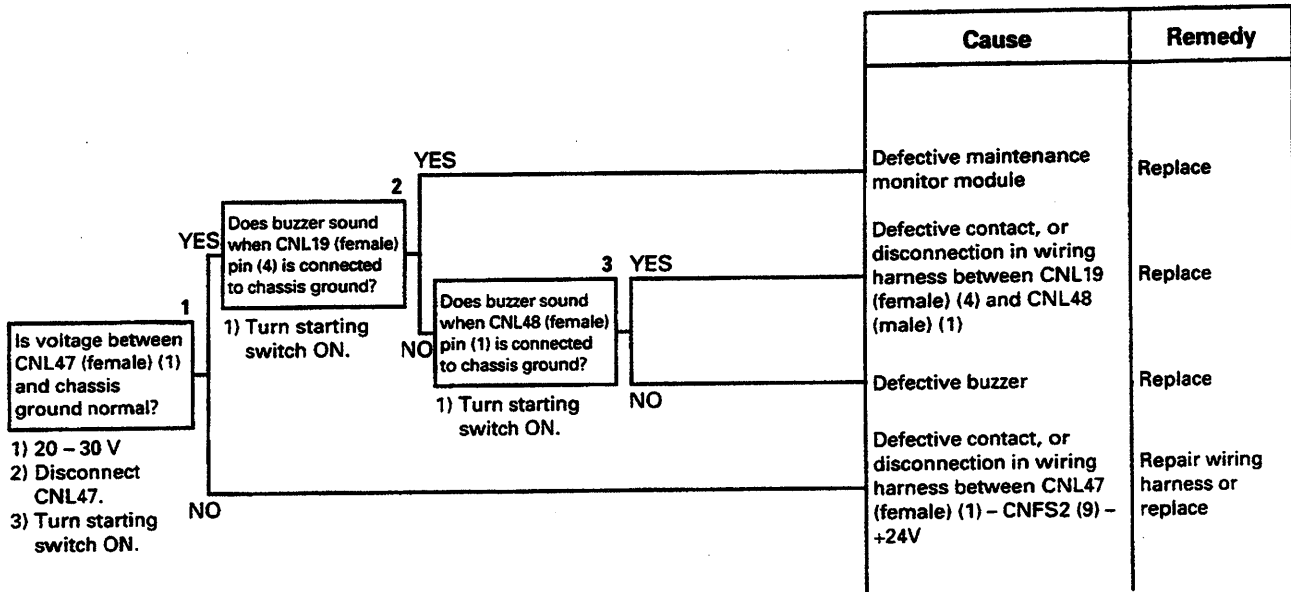 Cause
Remedy
YES
2
Does buzzer sound
when CNL19 (female)
pin (4) is connected
to chassis ground?
YES
1) Turn starting
switch ON.
NO
3
YES
Does buzzer sound
when CNL48 (female)
pin (1) is connected
to chassis ground?
1) Turn starting
switch ON.
NO
1
Is voltage between
CNL47 (female) (1)
and chassis
ground normal?
1) 20 – 30 V
2) Disconnect
CNL47.
3) Turn starting
switch ON.
NO
Defective maintenance
monitor module
Replace
Defective contact, or
disconnection in wiring
harness between CNL19
(female) (4) and CNL48
(male) (1)
Replace
Defective buzzer
Replace
Defective contact, or
disconnection in wiring
harness between CNL47
(female) (1) – CNFS2 (9) –
+24V
Repair wiring
harness or
replace